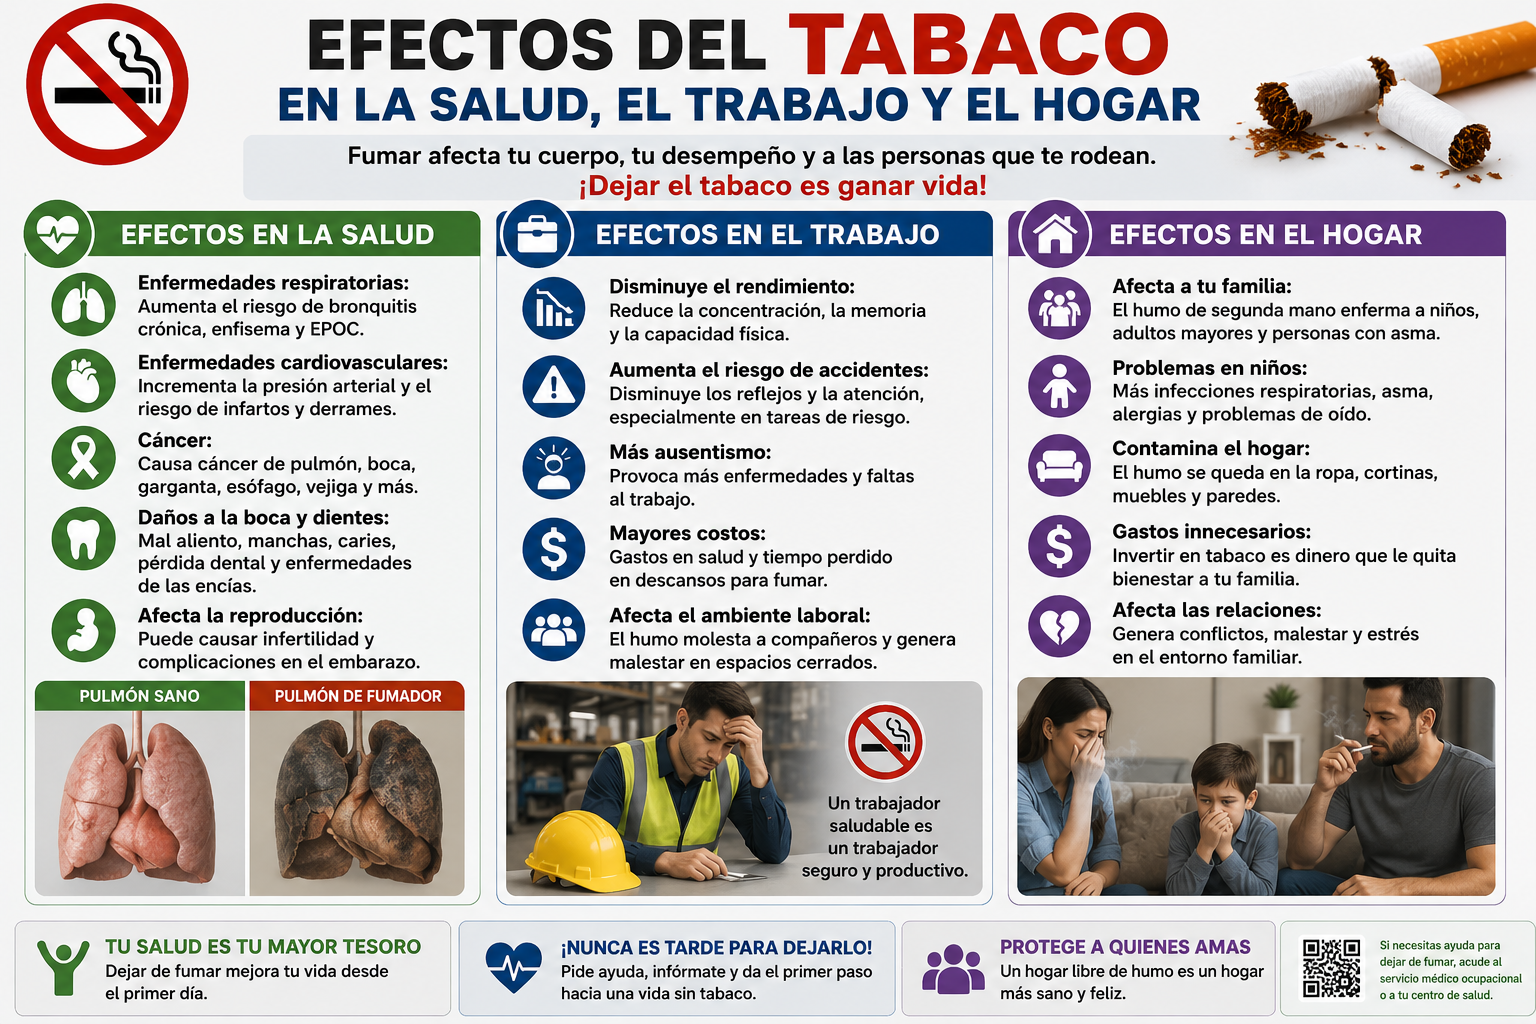 EFECTOS DEL TABACO
EN LA SALUD, EL TRABAJO Y EL HOGAR
Fumar afecta tu cuerpo, tu desempeño y a las personas que te rodean.
¡Dejar el tabaco es ganar vida!
EFECTOS EN LA SALUD
Enfermedades respiratorias:
Aumenta el riesgo de bronquitis
crónica, enfisema y EPOC.
Enfermedades cardiovasculares:
Incrementa la presión arterial y el
riesgo de infartos y derrames.
Cáncer:
Causa cáncer de pulmón, boca,
garganta, esófago, vejiga y más.
Daños a la boca y dientes:
Mal aliento, manchas, caries,
pérdida dental y enfermedades
de las encías.
Afecta la reproducción:
Puede causar infertilidad y
complicaciones en el embarazo.
PULMÓN SANO
PULMÓN DE FUMADOR
EFECTOS EN EL TRABAJO
Disminuye el rendimiento:
Reduce la concentración, la memoria
y la capacidad física.
Aumenta el riesgo de accidentes:
Disminuye los reflejos y la atención,
especialmente en tareas de riesgo.
Más ausentismo:
Provoca más enfermedades y faltas
al trabajo.
Mayores costos:
Gastos en salud y tiempo perdido
en descansos para fumar.
Afecta el ambiente laboral:
El humo molesta a compañeros y genera
malestar en espacios cerrados.
Un trabajador
saludable es
un trabajador
seguro y productivo.
EFECTOS EN EL HOGAR
Afecta a tu familia:
El humo de segunda mano enferma a niños,
adultos mayores y personas con asma.
Problemas en niños:
Más infecciones respiratorias, asma,
alergias y problemas de oído.
Contamina el hogar:
El humo se queda en la ropa, cortinas,
muebles y paredes.
Gastos innecesarios:
Invertir en tabaco es dinero que le quita
bienestar a tu familia.
Afecta las relaciones:
Genera conflictos, malestar y estrés
en el entorno familiar.
TU SALUD ES TU MAYOR TESORO
Dejar de fumar mejora tu vida desde
el primer día.
¡NUNCA ES TARDE PARA DEJARLO!
Pide ayuda, infórmate y da el primer paso
hacia una vida sin tabaco.
PROTEGE A QUIENES AMAS
Un hogar libre de humo es un hogar
más sano y feliz.
Si necesitas ayuda para
dejar de fumar, acude al
servicio médico ocupacional
o a tu centro de salud.